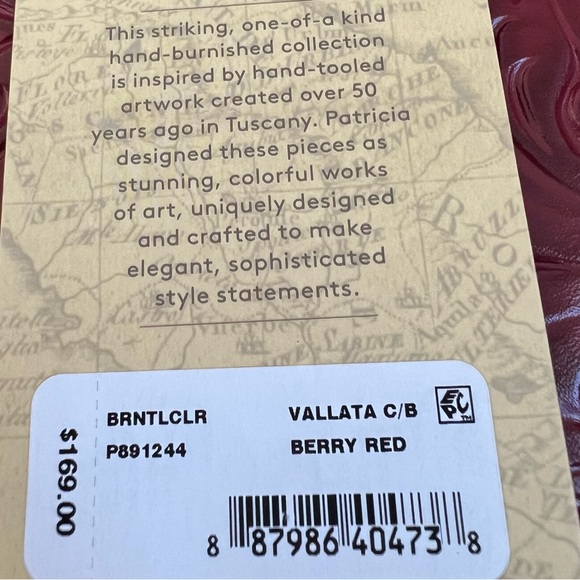 This striking, one-of-a kind
hand-burnished collection
is inspired by hand-tooled
artwork created over 50
years ago in Tuscany. Patricia
designed these pieces as
stunning, colorful works
of art, uniquely designed
and crafted to make
elegant, sophisticated
style statements.
$169.00
BRNTLCLR
VALLATA C/B
EPC
P891244
BERRY RED
8 87986 40473 8